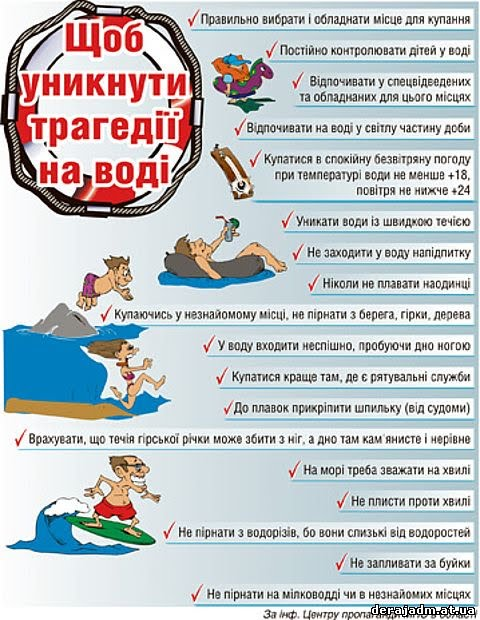 Щоб
уникнути
трагедії
на воді
Правильно вибрати і обладнати місце для купання
Постійно контролювати дітей у воді
Відпочивати у спецвідведених
та обладнаних для цього місцях
Відпочивати на воді у світлу частину доби
Купатися в спокійну безвітряну погоду
при температурі води не менше +18,
повітря не нижче +24
Уникати води із швидкою течією
Не заходити у воду напідпитку
Ніколи не плавати наодинці
Купаючись у незнайомому місці, не пірнати з берега, гірки, дерева
У воду входити неспішно, пробуючи дно ногою
Купатися краще там, де є рятувальні служби
До плавок прикріпити шпильку (від судоми)
Врахувати, що течія гірської річки може збити з ніг, а дно там кам´янисте і нерівне
На морі треба зважати на хвилі
Не плисти проти хвилі
Не пірнати з водорізів, бо вони слизькі від водоростей
Не запливати за буйки
Не пірнати на мілководді чи в незнайомих місцях
За інф. Центру пропаганди
в області
derajadm.at.ua